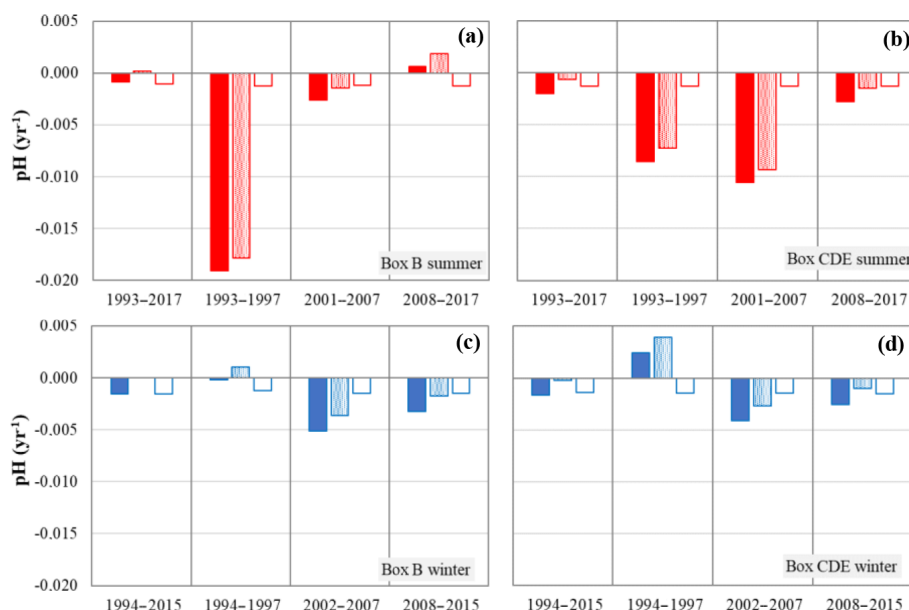 (a)
(b)
pH (yr⁻¹)
0.005
0.000
-0.005
-0.010
-0.015
-0.020
Box B summer
Box CDE summer
1993−2017 1993−1997 2001−2007 2008−2017
1993−2017 1993−1997 2001−2007 2008−2017
(c)
(d)
pH (yr⁻¹)
0.005
0.000
-0.005
-0.010
-0.015
-0.020
Box B winter
Box CDE winter
1994−2015 1994−1997 2002−2007 2008−2015
1994−2015 1994−1997 2002−2007 2008−2015